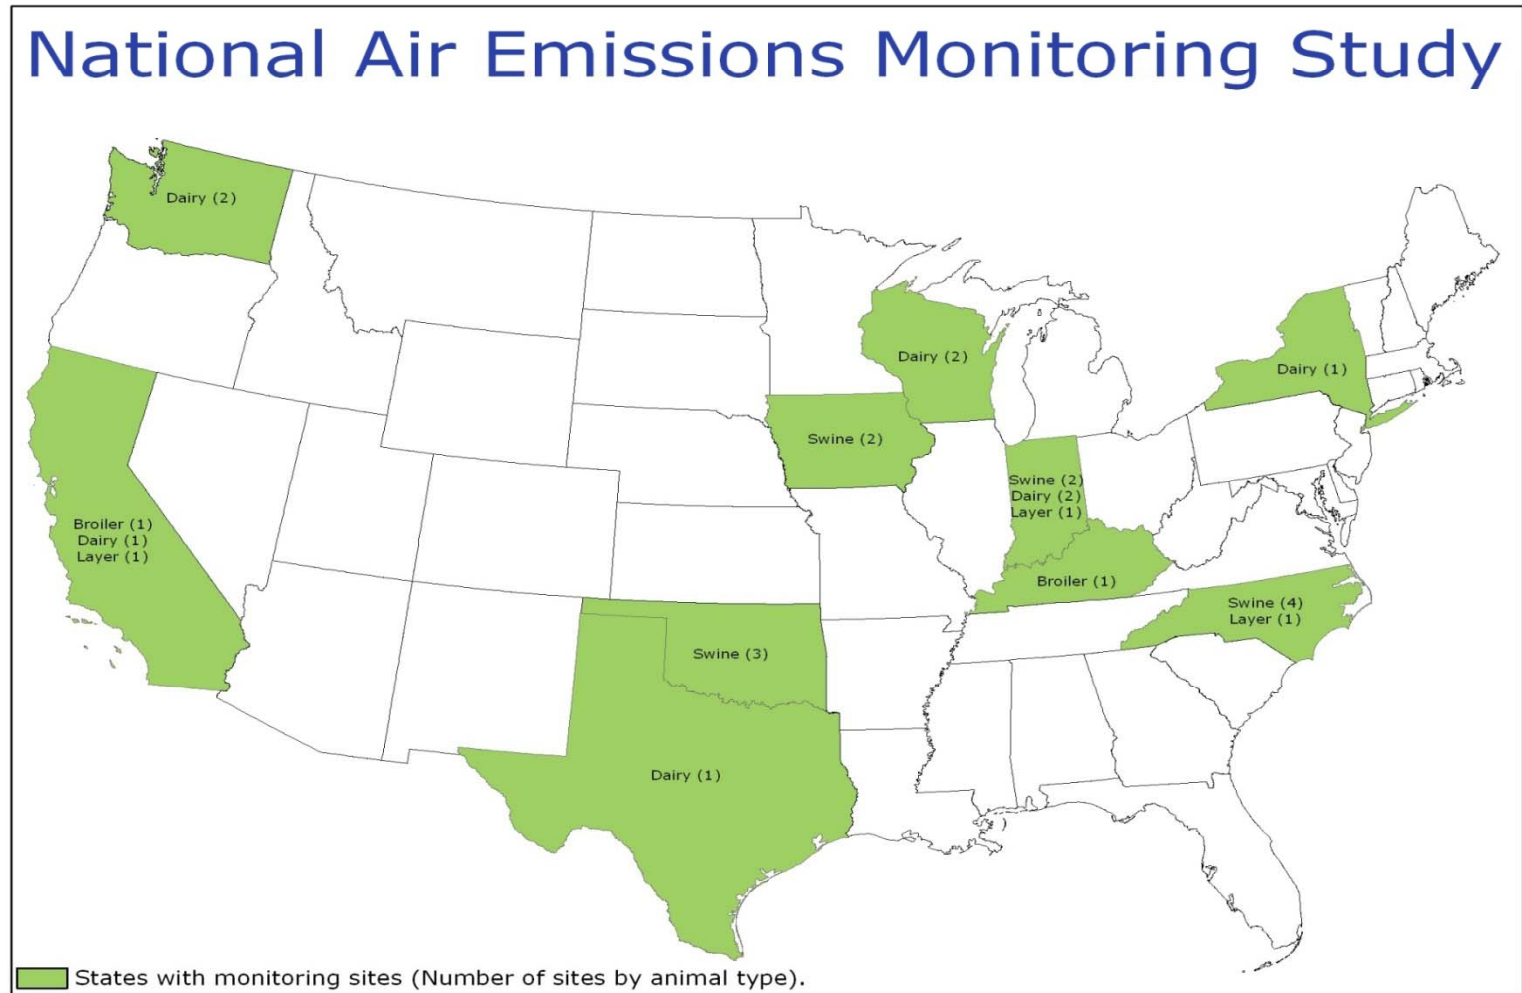 National Air Emissions Monitoring Study
Dairy (2)
Dairy (2)
Dairy (1)
Swine (2)
Swine (2)
Dairy (2)
Layer (1)
Broiler (1)
Dairy (1)
Layer (1)
Broiler (1)
Swine (4)
Layer (1)
Swine (3)
Dairy (1)
States with monitoring sites (Number of sites by animal type).